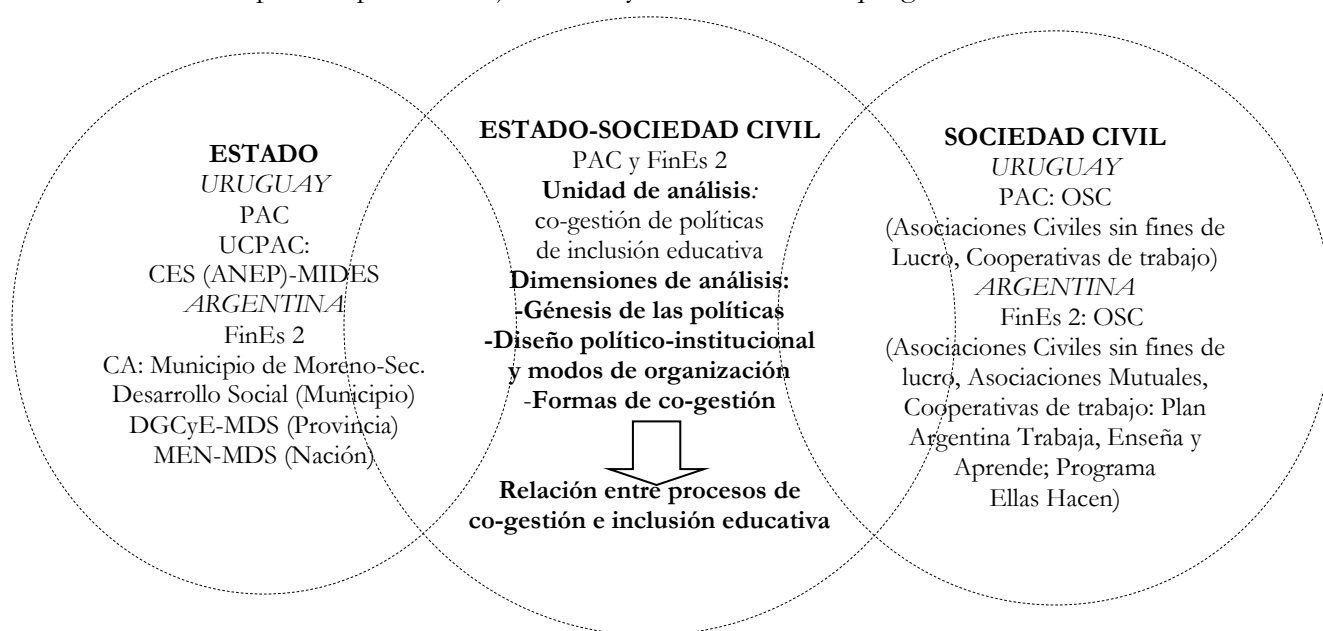 ESTADO
URUGUAY
PAC
UCPAC:
CES (ANEP)-MIDES
ARGENTINA
FinEs 2
CA: Municipio de Moreno-Sec.
Desarrollo Social (Municipio)
DGCyE-MDS (Provincia)
MEN-MDS (Nación)
ESTADO-SOCIEDAD CIVIL
PAC y FinEs 2
Unidad de análisis:
co-gestión de políticas
de inclusión educativa
Dimensiones de análisis:
-Génesis de las políticas
-Diseño político-institucional
y modos de organización
-Formas de co-gestión
Relación entre procesos de
co-gestión e inclusión educativa
SOCIEDAD CIVIL
URUGUAY
PAC: OSC
(Asociaciones Civiles sin fines de
Lucro, Cooperativas de trabajo)
ARGENTINA
FinEs 2: OSC
(Asociaciones Civiles sin fines de
lucro, Asociaciones Mutuales,
Cooperativas de trabajo: Plan
Argentina Trabaja, Enseña y
Aprende; Programa
Ellas Hacen)